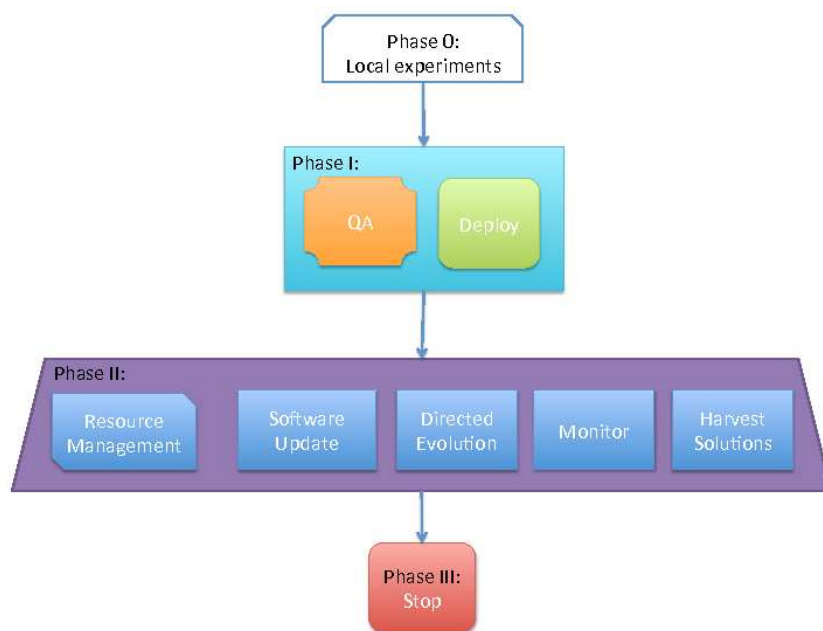 Phase 0:
Local experiments
Phase I:
QA
Deploy
Phase II:
Resource
Management
Software
Update
Directed
Evolution
Monitor
Harvest
Solutions
Phase III:
Stop